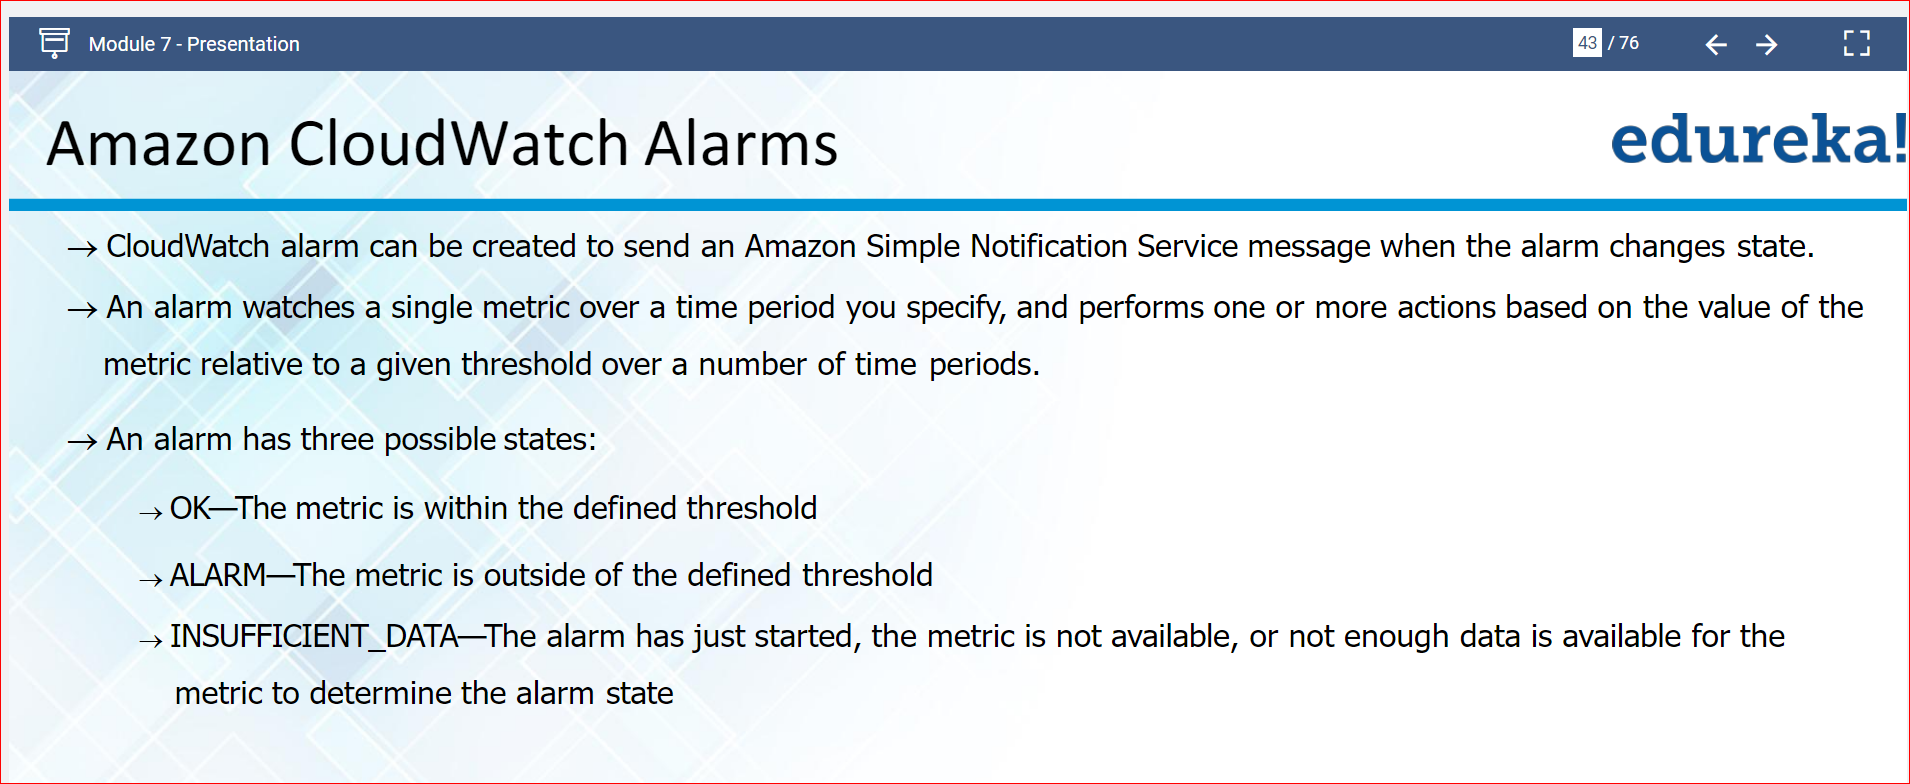 Module 7 - Presentation
43 / 76
Amazon CloudWatch Alarms
edureka!
→ CloudWatch alarm can be created to send an Amazon Simple Notification Service message when the alarm changes state.
→ An alarm watches a single metric over a time period you specify, and performs one or more actions based on the value of the
metric relative to a given threshold over a number of time periods.
→ An alarm has three possible states:
→ OK—The metric is within the defined threshold
→ ALARM—The metric is outside of the defined threshold
→ INSUFFICIENT_DATA—The alarm has just started, the metric is not available, or not enough data is available for the
metric to determine the alarm state